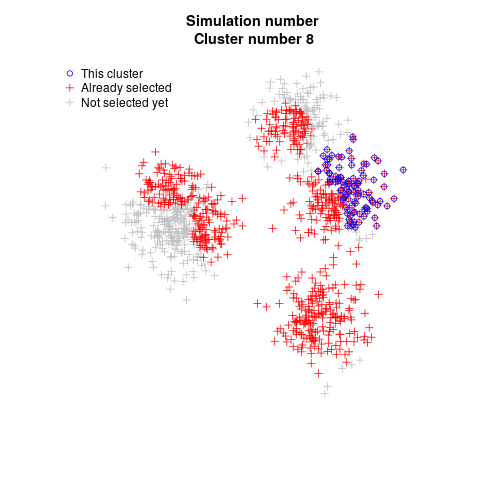 Simulation number
Cluster number 8
This cluster
Already selected
Not selected yet